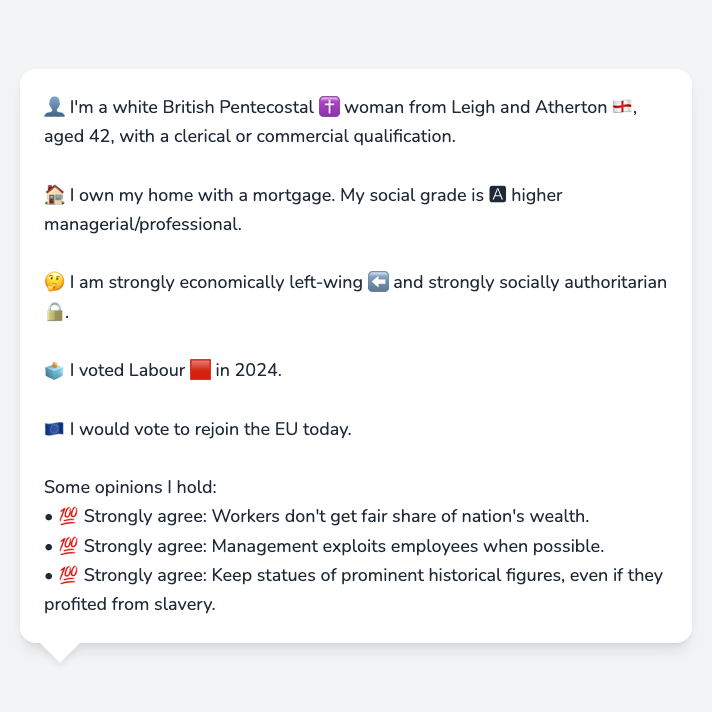 👤 I'm a white British Pentecostal ✝️ woman from Leigh and Atherton 🏴󠁧󠁢󠁥󠁮󠁧󠁿,
aged 42, with a clerical or commercial qualification.
🏠 I own my home with a mortgage. My social grade is 🅰 higher
managerial/professional.
🤔 I am strongly economically left-wing ⬅️ and strongly socially authoritarian
🔒.
🗳️ I voted Labour 🟥 in 2024.
🇪🇺 I would vote to rejoin the EU today.
Some opinions I hold:
• 💯 Strongly agree: Workers don't get fair share of nation's wealth.
• 💯 Strongly agree: Management exploits employees when possible.
• 💯 Strongly agree: Keep statues of prominent historical figures, even if they
profited from slavery.